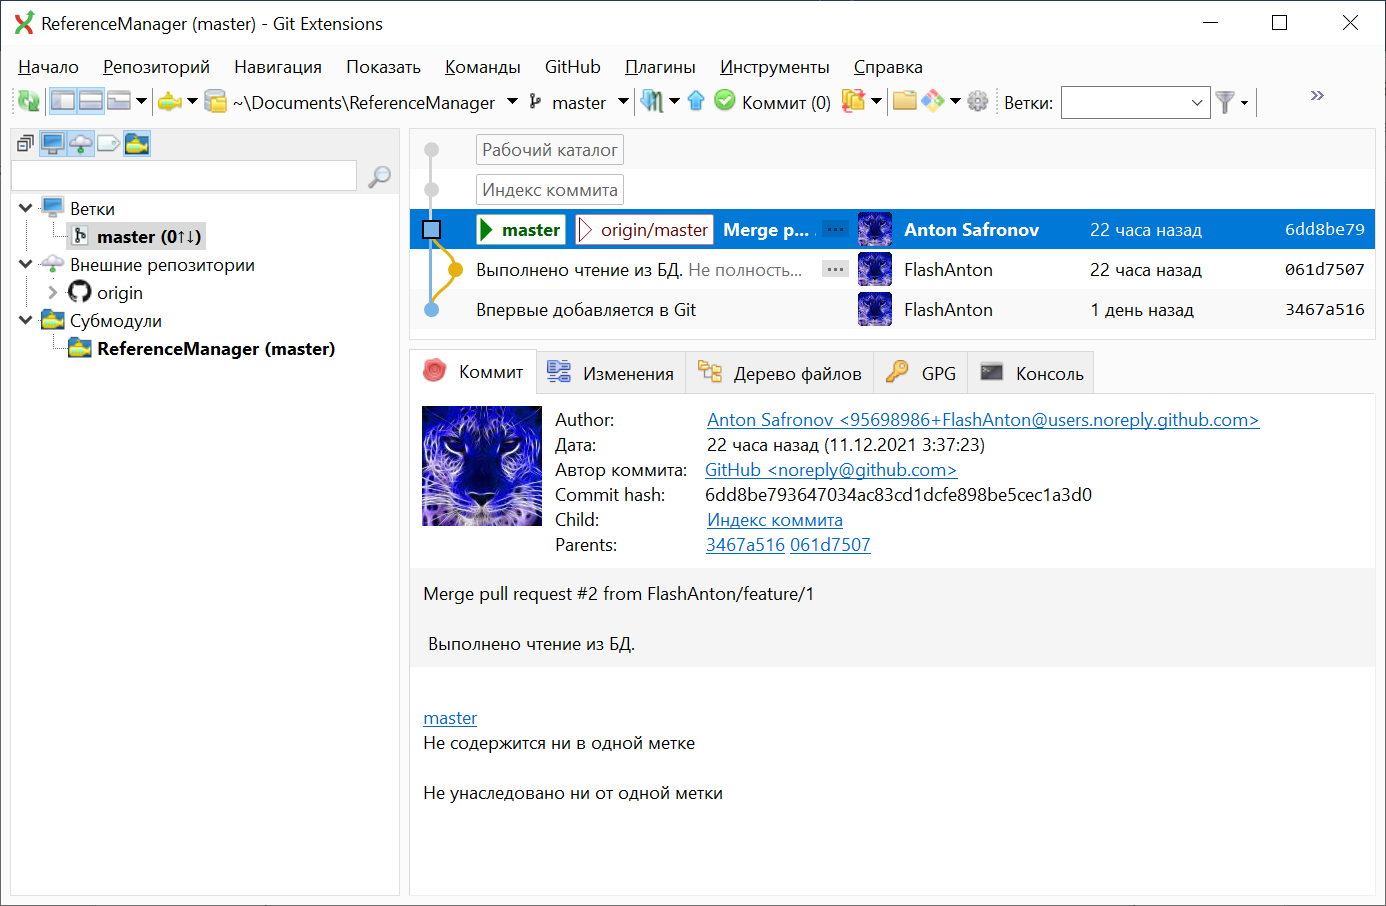 ReferenceManager (master) - Git Extensions
Начало Репозиторий Навигация Показать Команды GitHub Плагины Инструменты Справка
~\Documents\ReferenceManager master Коммит (0) Ветки: »
Ветки
master (0↑↓)
Внешние репозитории
origin
Субмодули
ReferenceManager (master)
Рабочий каталог
Индекс коммита
master origin/master Merge p... ... Anton Safronov 22 часа назад 6dd8be79
Выполнено чтение из БД. Не полность... ... FlashAnton 22 часа назад 061d7507
Впервые добавляется в Git FlashAnton 1 день назад 3467a516
Коммит Изменения Дерево файлов GPG Консоль
Author: Anton Safronov <95698986+FlashAnton@users.noreply.github.com>
Дата: 22 часа назад (11.12.2021 3:37:23)
Автор коммита: GitHub <noreply@github.com>
Commit hash: 6dd8be793647034ac83cd1dcfe898be5cec1a3d0
Child: Индекс коммита
Parents: 3467a516 061d7507
Merge pull request #2 from FlashAnton/feature/1
Выполнено чтение из БД.
master
Не содержится ни в одной метке
Не унаследовано ни от одной метки